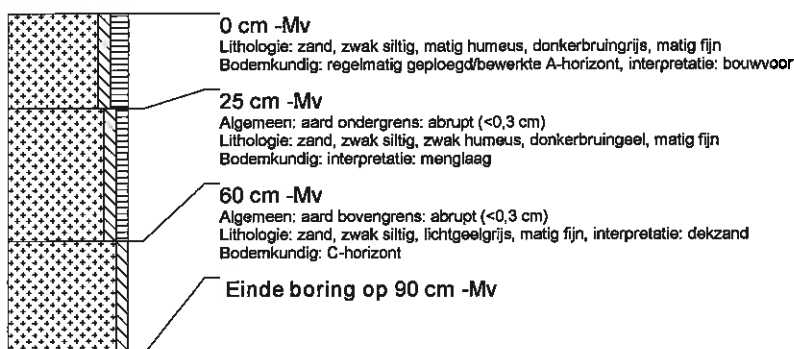 0 cm -Mv
Lithologie: zand, zwak siltig, matig humeus, donkerbruingrijs, matig fijn
Bodemkundig: regelmatig geploegd/bewerkte A-horizont, interpretatie: bouwvoor
25 cm -Mv
Algemeen: aard ondergrens: abrupt (<0,3 cm)
Lithologie: zand, zwak siltig, zwak humeus, donkerbruingeel, matig fijn
Bodemkundig: interpretatie: menglaag
60 cm -Mv
Algemeen: aard bovengrens: abrupt (<0,3 cm)
Lithologie: zand, zwak siltig, lichtgeelgrijs, matig fijn, interpretatie: dekzand
Bodemkundig: C-horizont
Einde boring op 90 cm -Mv